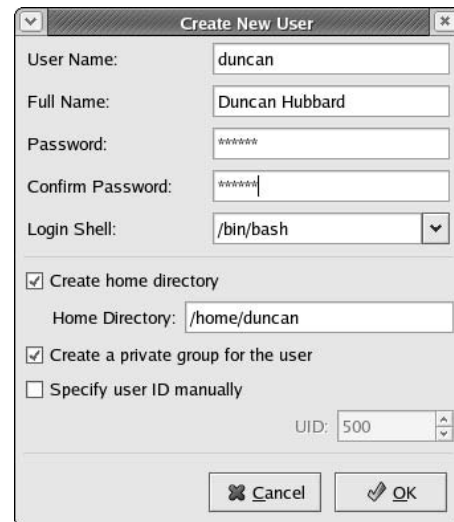 Create New User
User Name: duncan
Full Name: Duncan Hubbard
Password: ******
Confirm Password: ******
Login Shell: /bin/bash
Create home directory
Home Directory: /home/duncan
Create a private group for the user
Specify user ID manually
UID: 500
Cancel OK